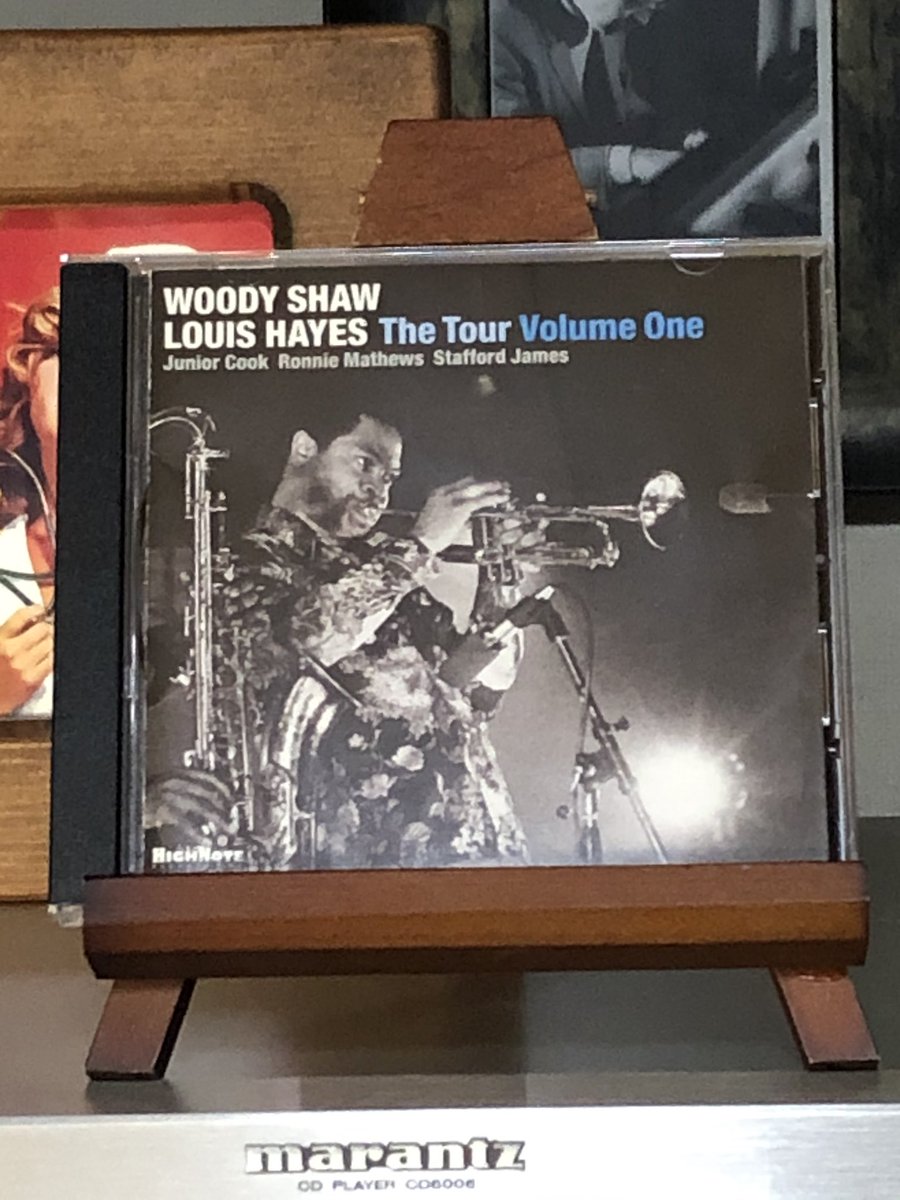 WOODY SHAW
LOUIS HAYES The Tour Volume One
Junior Cook Ronnie Mathews Stafford James
HIGHNOTE
marantz
CD PLAYER CD6006